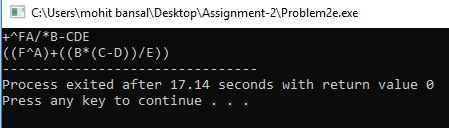 C:\Users\mohit bansal\Desktop\Assignment-2\Problem2e.exe
+^FA/*B-CDE
((F^A)+((B*(C-D))/E))
--------------------------------
Process exited after 17.14 seconds with return value 0
Press any key to continue . . .